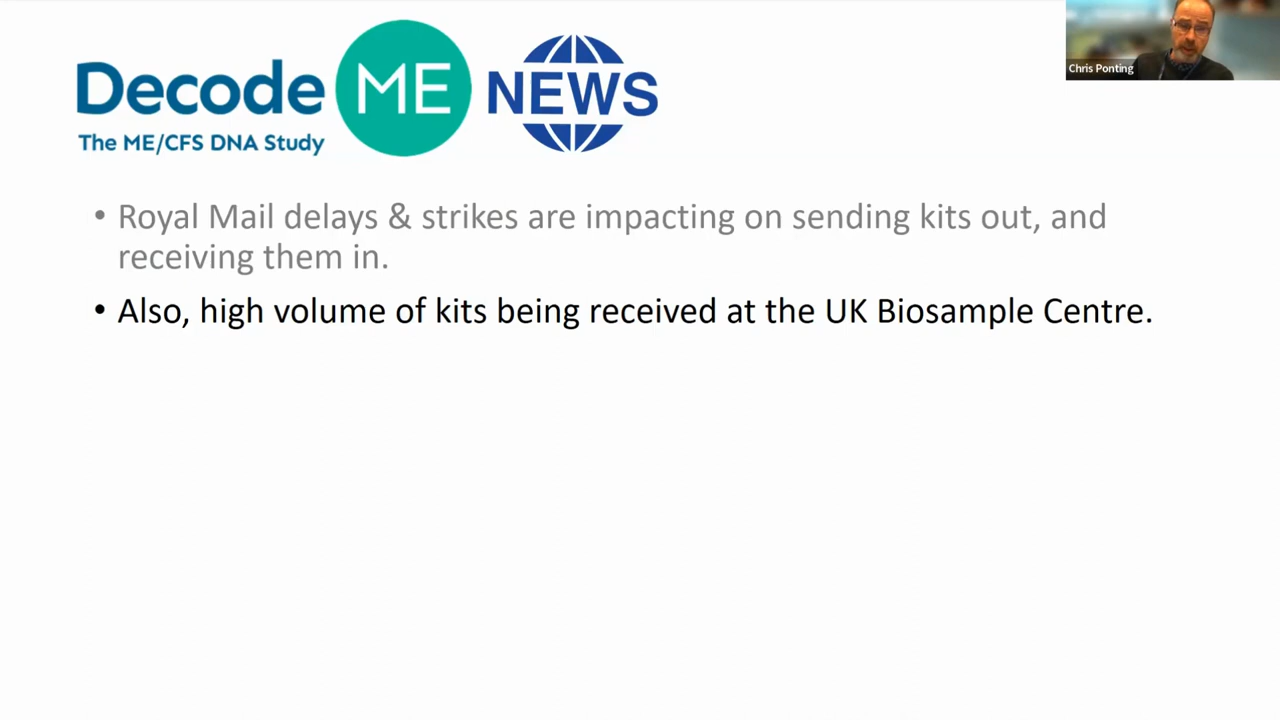 Decode ME NEWS
The ME/CFS DNA Study
Chris Ponting
• Royal Mail delays & strikes are impacting on sending kits out, and
receiving them in.
• Also, high volume of kits being received at the UK Biosample Centre.